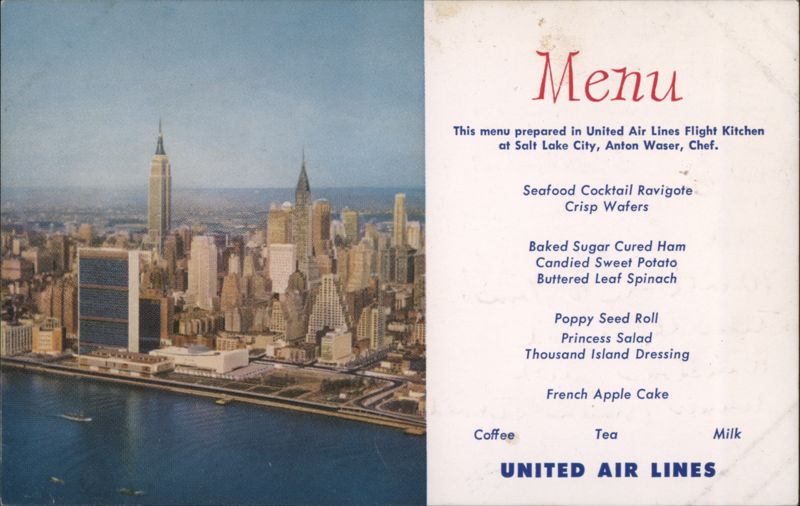 Menu
This menu prepared in United Air Lines Flight Kitchen
at Salt Lake City, Anton Waser, Chef.
Seafood Cocktail Ravigote
Crisp Wafers
Baked Sugar Cured Ham
Candied Sweet Potato
Buttered Leaf Spinach
Poppy Seed Roll
Princess Salad
Thousand Island Dressing
French Apple Cake
Coffee Tea Milk
UNITED AIR LINES